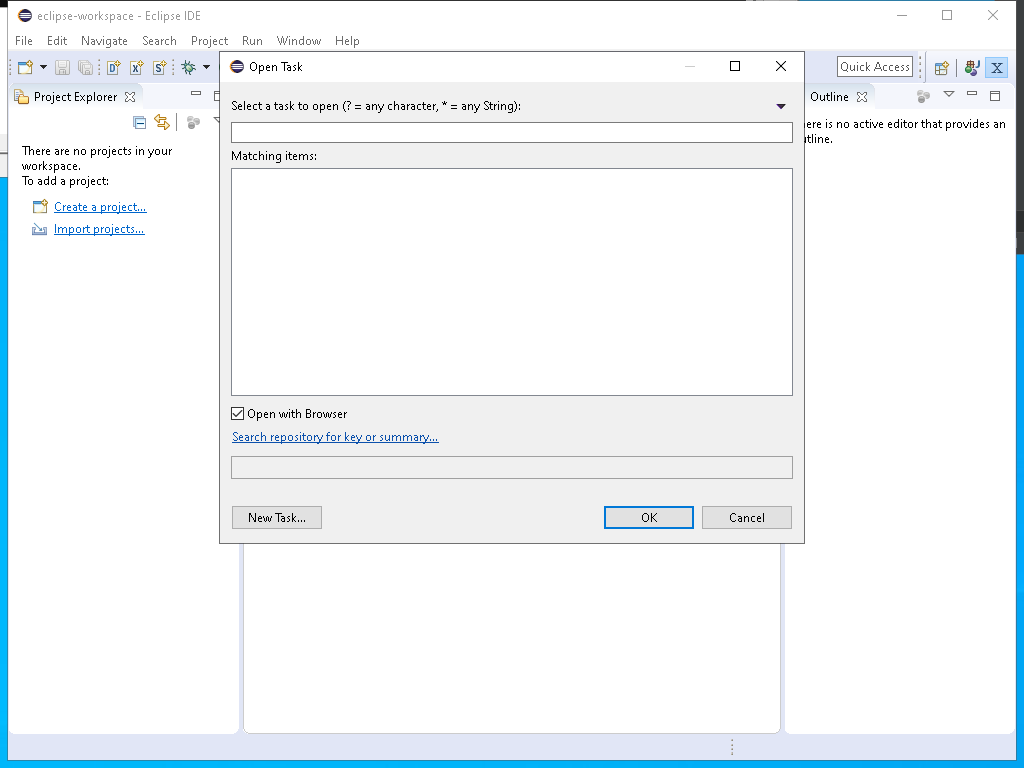 eclipse-workspace - Eclipse IDE
File Edit Navigate Search Project Run Window Help
Open Task
Quick Access
Project Explorer
Outline
Select a task to open (? = any character, * = any String):
ere is no active editor that provides an
tline.
Matching items:
There are no projects in your
workspace.
To add a project:
Create a project...
Import projects...
Open with Browser
Search repository for key or summary...
New Task... OK Cancel